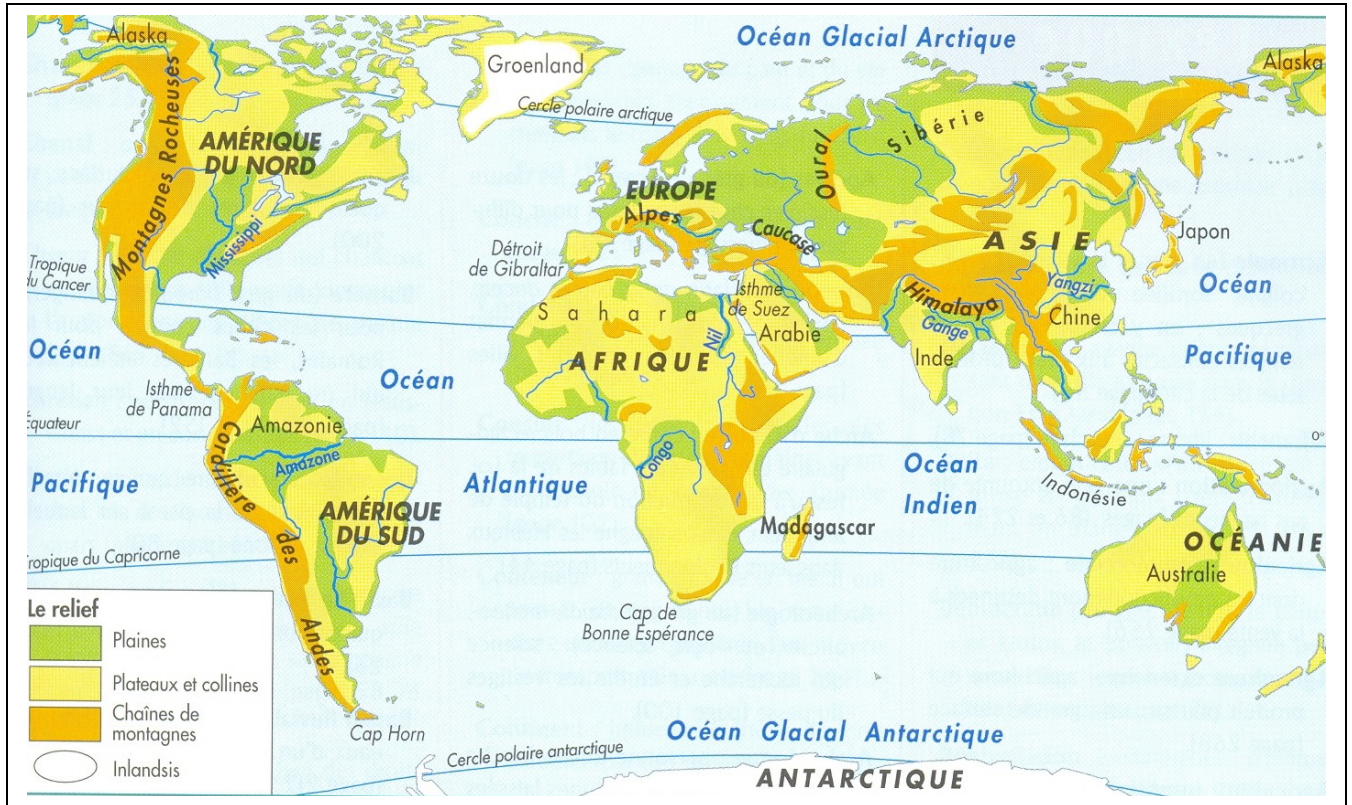 Alaska
Groenland
Océan Glacial Arctique
Alaska
Cercle polaire arctique
Montagnes Rocheuses
AMÉRIQUE
DU NORD
Mississippi
EUROPE
Alpes
Oural
Sibérie
Caucase
ASIE
Japon
Détroit
de Gibraltar
Tropique
du Cancer
Isthme
de Suez
Himalaya
Yangzi
Chine
Gange
Inde
Océan
Pacifique
Sahara
AFRIQUE
Nil
Arabie
Océan
Pacifique
Océan
Atlantique
Isthme
de Panama
Équateur
0°
Amazonie
Amazone
Cordillère des Andes
AMÉRIQUE
DU SUD
Congo
Océan
Indien
Indonésie
Madagascar
OCÉANIE
Australie
Tropique du Capricorne
Cap de
Bonne Espérance
Cap Horn
Cercle polaire antarctique
Océan Glacial Antarctique
ANTARCTIQUE
Le relief
Plaines
Plateaux et collines
Chaînes de
montagnes
Inlandsis